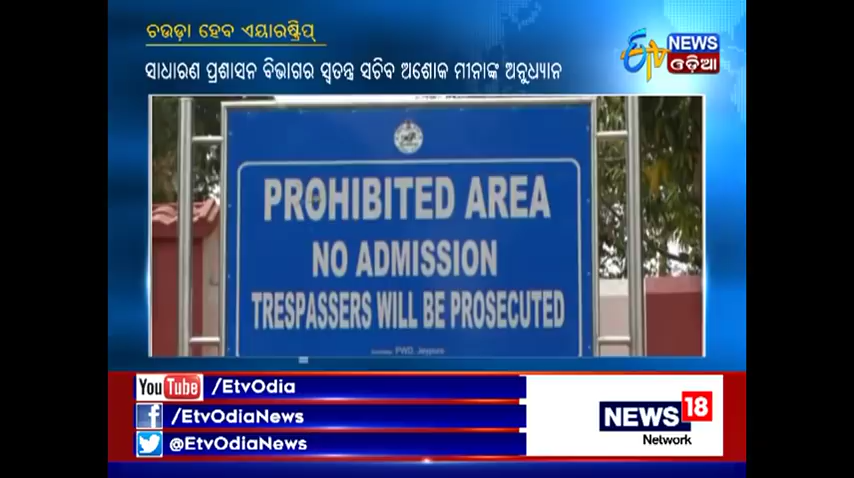 ଚଉଡ଼ା ହେବ ଏୟାରଷ୍ଟ୍ରିପ୍
ସାଧାରଣ ପ୍ରଶାସନ ବିଭାଗର ସ୍ୱତନ୍ତ୍ର ସଚିବ ଅଶୋକ ମୀନାଙ୍କ ଅନୁଧ୍ୟାନ
etv NEWS
ଓଡ଼ିଆ
PROHIBITED AREA
NO ADMISSION
TRESPASSERS WILL BE PROSECUTED
PWD, Jeypore
YouTube /EtvOdia
/EtvOdiaNews
@EtvOdiaNews
NEWS 18
Network